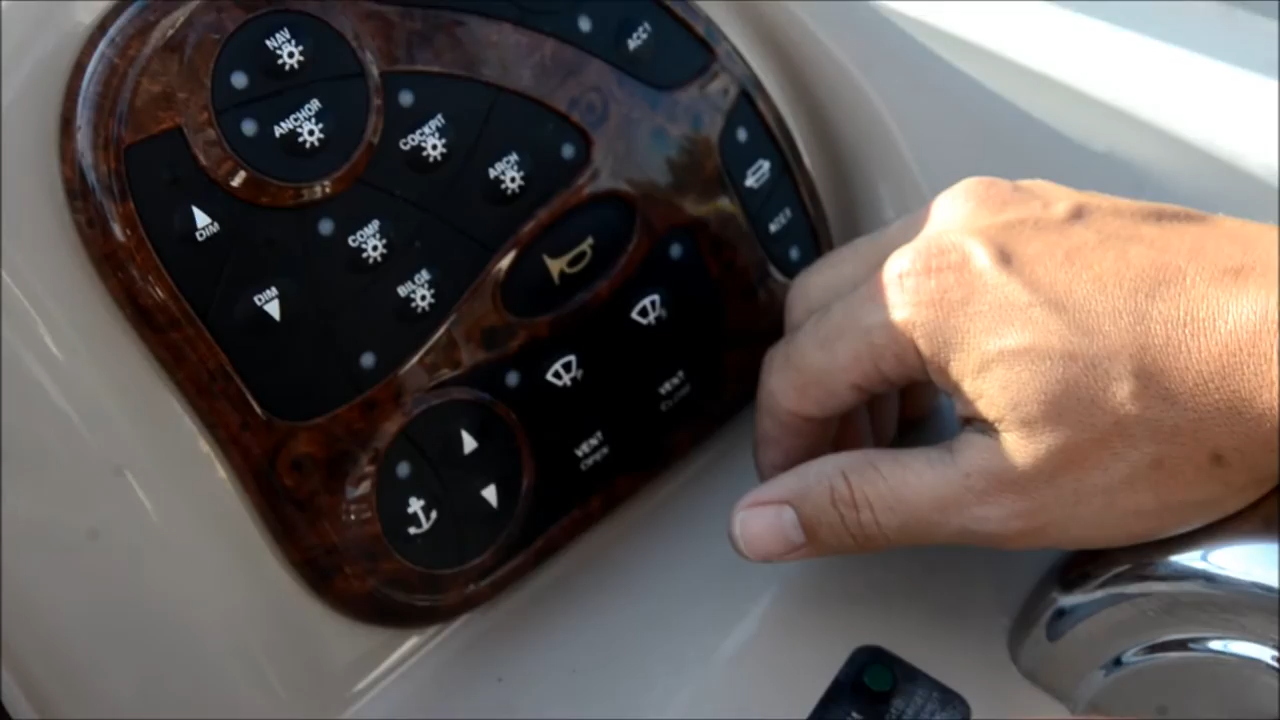 NAV
ACC1
ANCHOR
COCKPIT
ARCH
DIM
COMP
ACC2
DIM
BILGE
VENT
CLOSE
VENT
OPEN